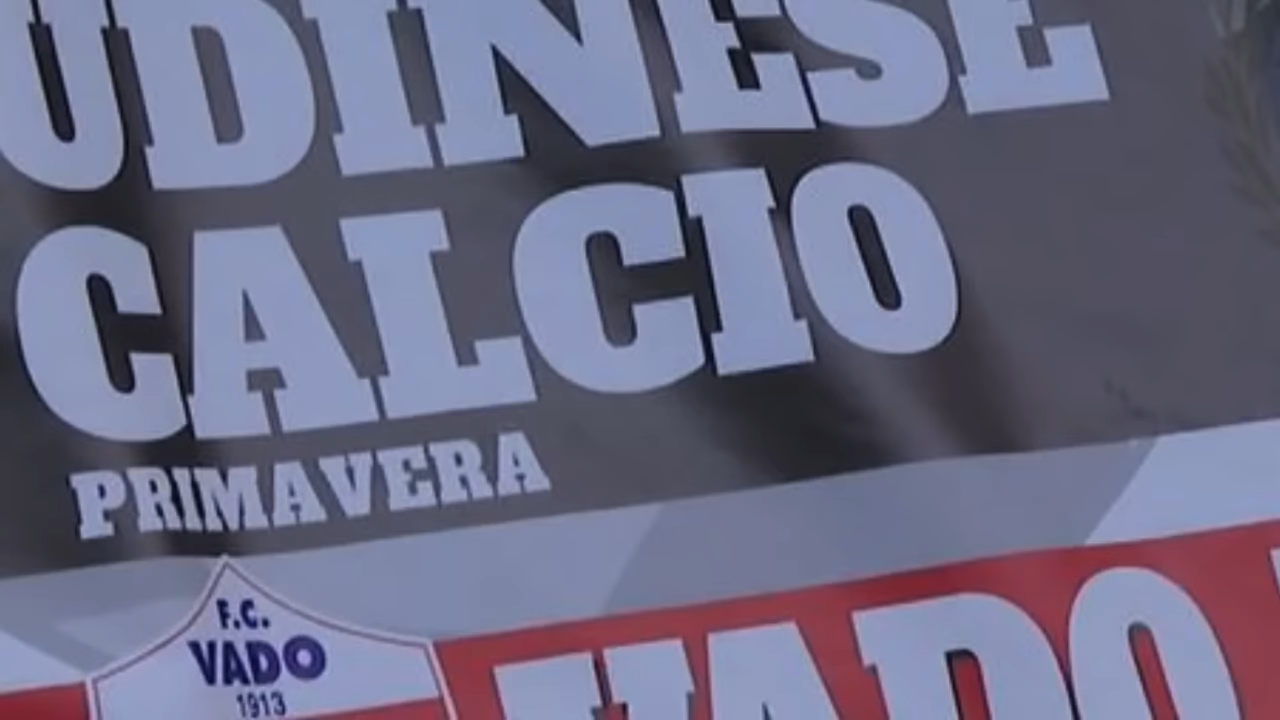 UDINESE
CALCIO
PRIMAVERA
F.C.
VADO
1913
VADO